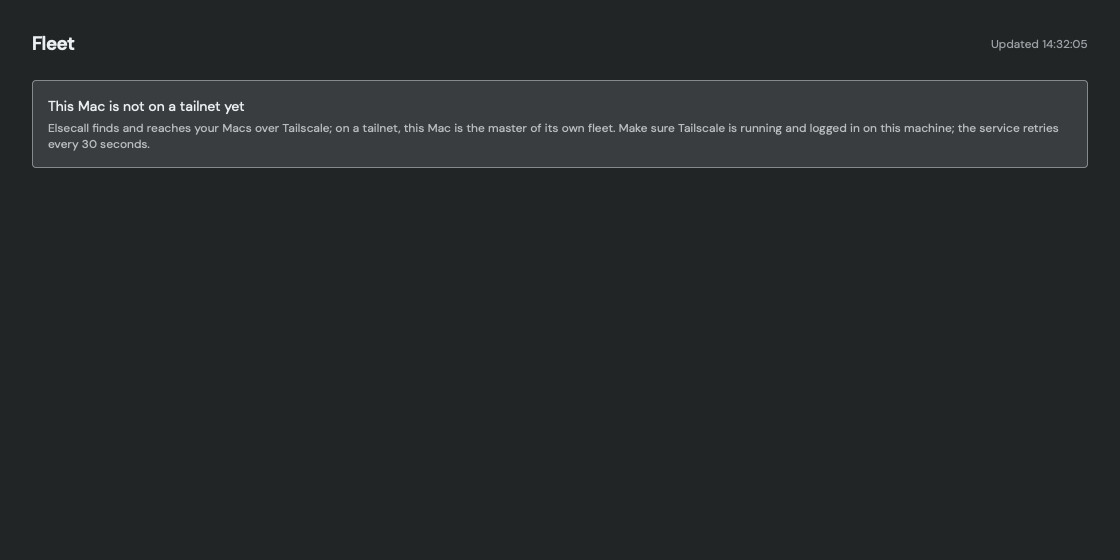 Fleet
Updated 14:32:05
This Mac is not on a tailnet yet
Elsecall finds and reaches your Macs over Tailscale; on a tailnet, this Mac is the master of its own fleet. Make sure Tailscale is running and logged in on this machine; the service retries
every 30 seconds.